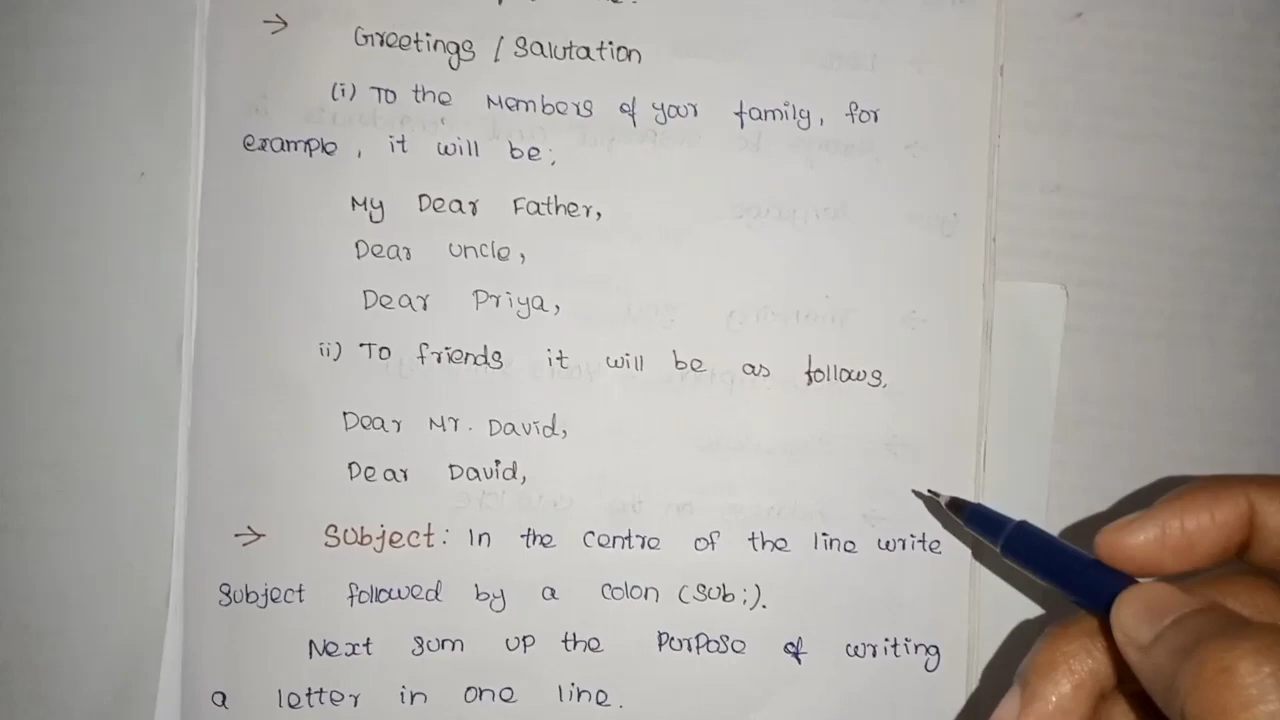 → Greetings / Salutation
(i) To the Members of your family, for
example, it will be;
My Dear Father,
Dear uncle,
Dear Priya,
ii) To friends it will be as follows,
Dear Mr. David,
Dear David,
→ Subject: In the centre of the line write
Subject followed by a colon (Sub;).
Next sum up the purpose of writing
a letter in one line.